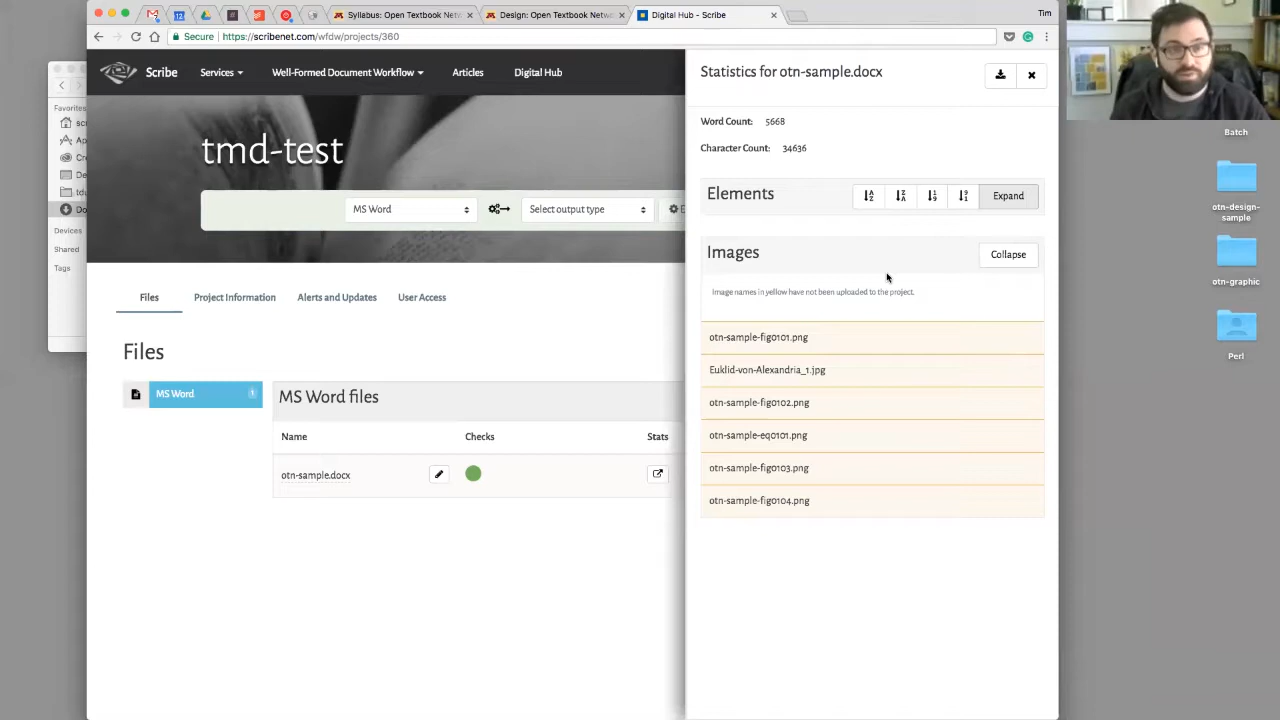 Syllabus: Open Textbook Netw
Design: Open Textbook Netwo
Digital Hub - Scribe
Tim
Secure
https://scribenet.com/wfdw/projects/360
Scribe
Services
Well-Formed Document Workflow
Articles
Digital Hub
Statistics for otn-sample.docx
Word Count: 5668
Character Count: 34636
Elements
Expand
Images
Collapse
Image names in yellow have not been uploaded to the project.
otn-sample-fig0101.png
Euklid-von-Alexandria_1.jpg
otn-sample-fig0102.png
otn-sample-eq0101.png
otn-sample-fig0103.png
otn-sample-fig0104.png
tmd-test
MS Word
Select output type
Files
Project Information
Alerts and Updates
User Access
Files
MS Word
1
MS Word files
Name
Checks
Stats
otn-sample.docx
Favorites
Devices
Shared
Tags
Batch
otn-design-
sample
otn-graphic
Perl